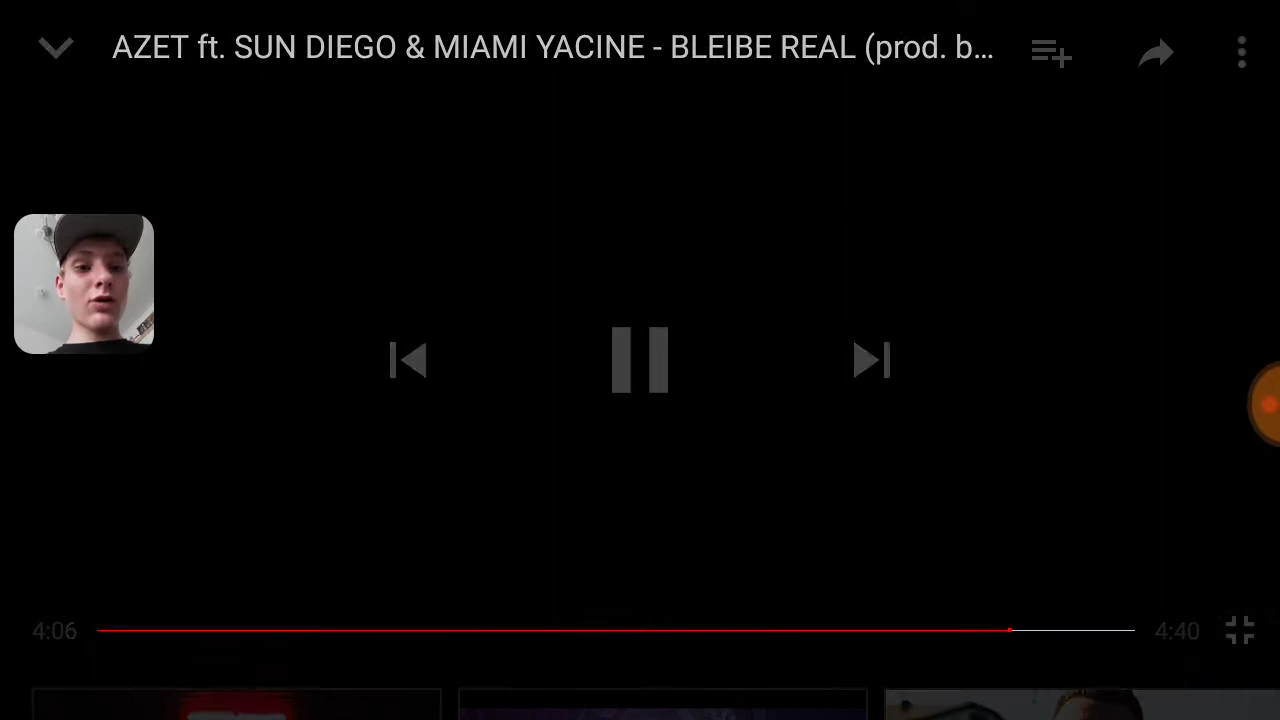 AZET ft. SUN DIEGO & MIAMI YACINE - BLEIBE REAL (prod. b...
4:06
4:40